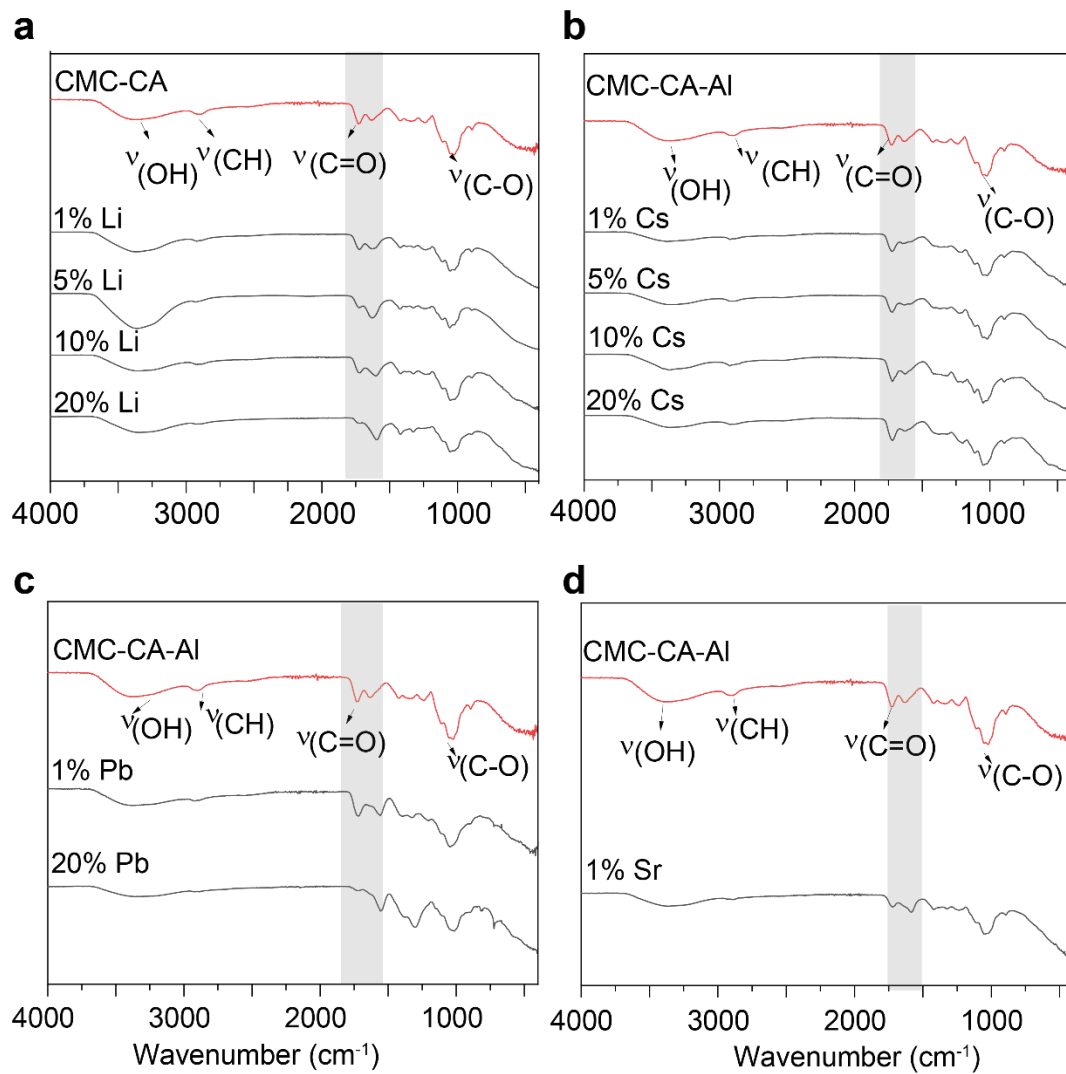 a
CMC-CA
ν(OH)
ν(CH)
ν(C=O)
ν(C-O)
1% Li
5% Li
10% Li
20% Li
4000 3000 2000 1000
b
CMC-CA-Al
ν(OH)
ν(CH)
ν(C=O)
ν(C-O)
1% Cs
5% Cs
10% Cs
20% Cs
4000 3000 2000 1000
c
CMC-CA-Al
ν(OH)
ν(CH)
ν(C=O)
ν(C-O)
1% Pb
20% Pb
4000 3000 2000 1000
Wavenumber (cm⁻¹)
d
CMC-CA-Al
ν(OH)
ν(CH)
ν(C=O)
ν(C-O)
1% Sr
4000 3000 2000 1000
Wavenumber (cm⁻¹)